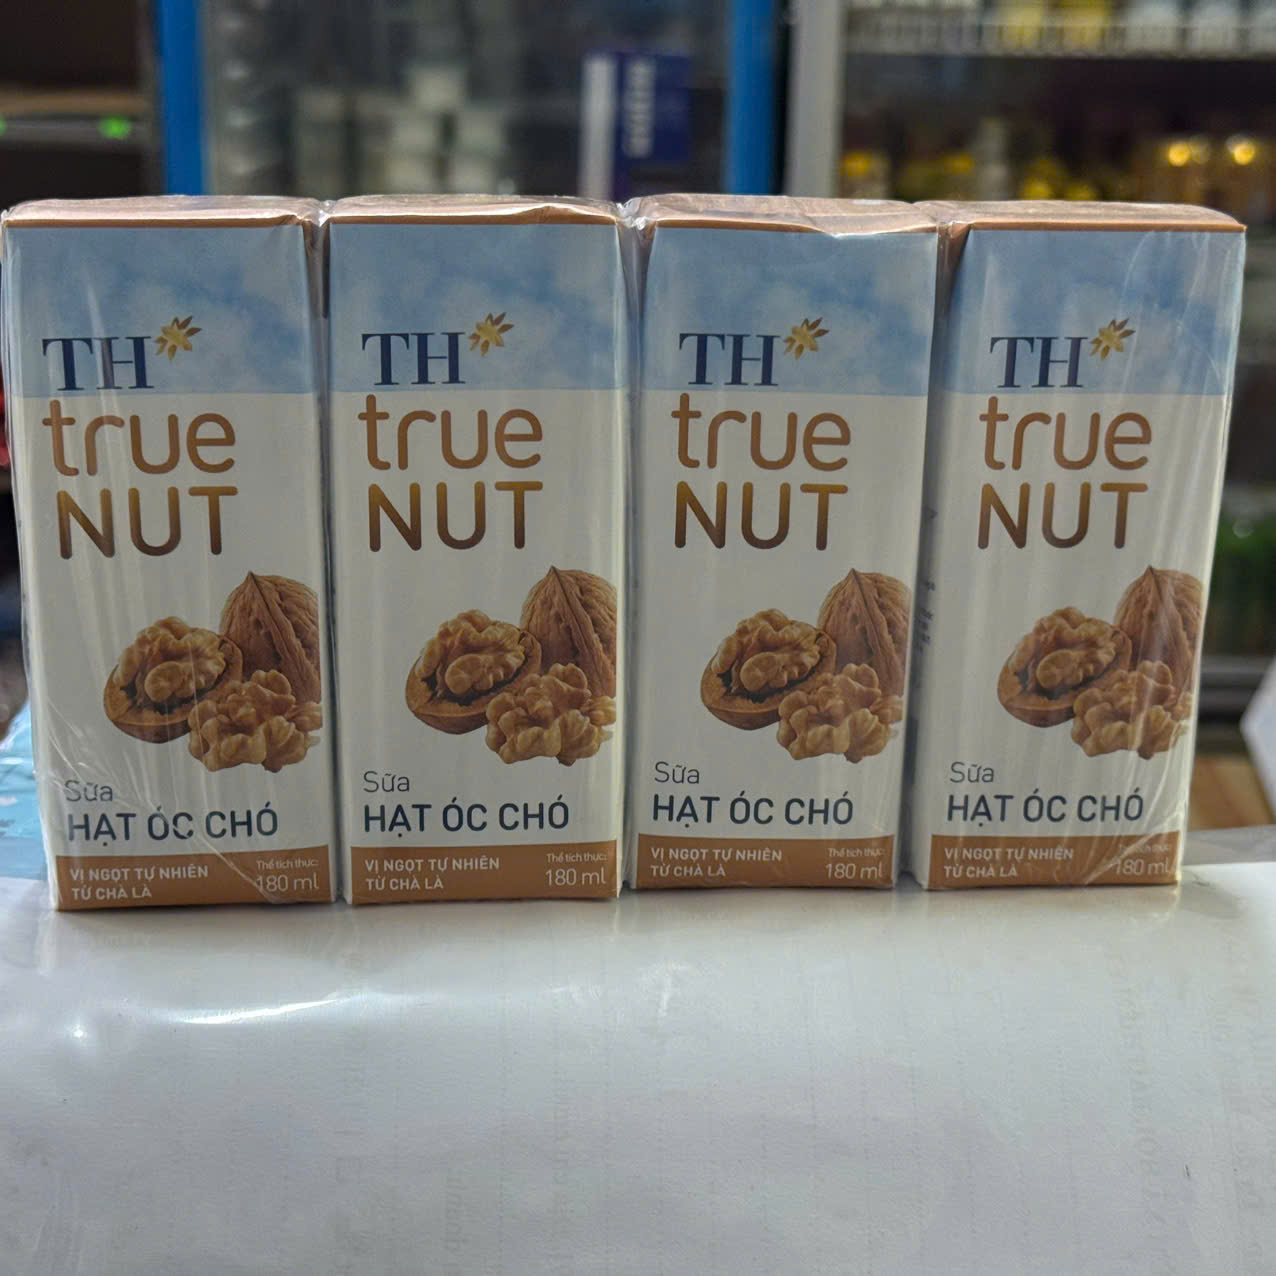 TH
true
NUT
Sữa
HẠT ÓC CHÓ
VỊ NGỌT TỰ NHIÊN
TỪ CHÀ LÀ
Thể tích thực:
180 ml
TH
true
NUT
Sữa
HẠT ÓC CHÓ
VỊ NGỌT TỰ NHIÊN
TỪ CHÀ LÀ
Thể tích thực:
180 ml
TH
true
NUT
Sữa
HẠT ÓC CHÓ
VỊ NGỌT TỰ NHIÊN
TỪ CHÀ LÀ
Thể tích thực:
180 ml
TH
true
NUT
Sữa
HẠT ÓC CHÓ
VỊ NGỌT TỰ NHIÊN
TỪ CHÀ LÀ
Thể tích thực:
180 ml